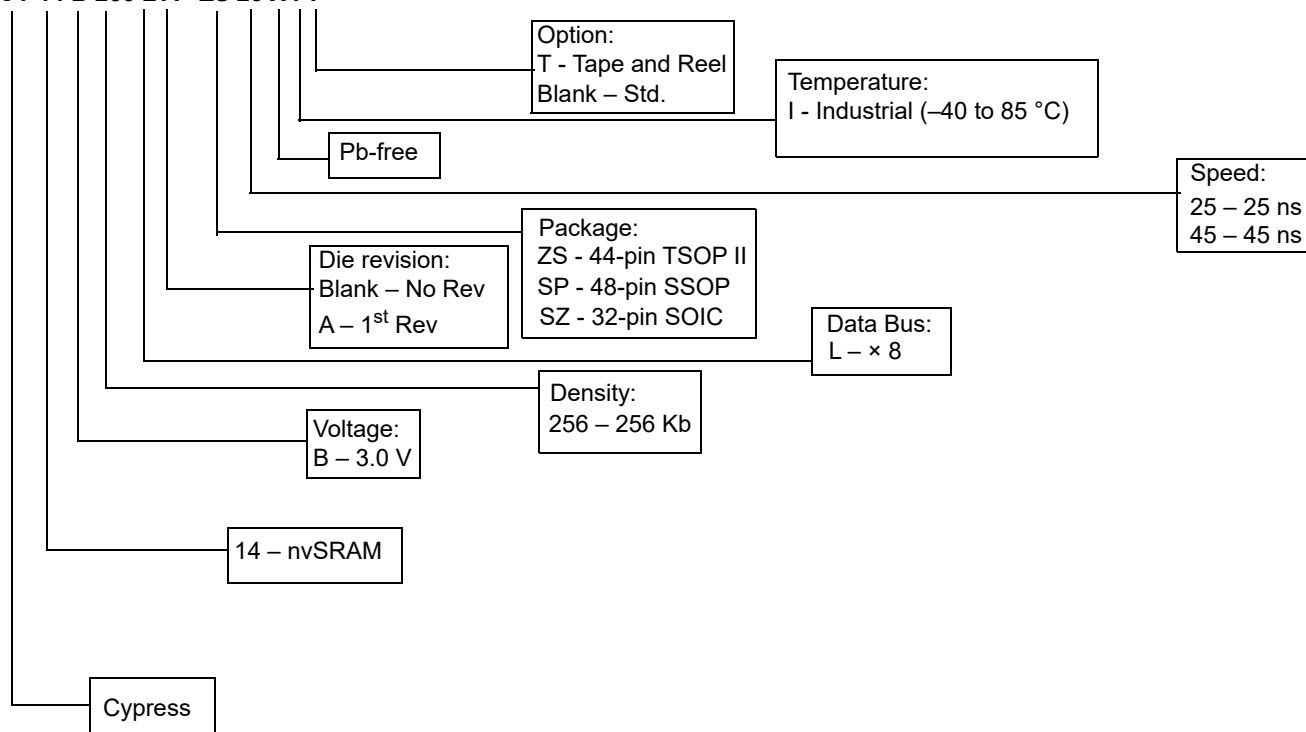 Option:
T - Tape and Reel
Blank – Std.
Temperature:
I - Industrial (–40 to 85 °C)
Pb-free
Speed:
25 – 25 ns
45 – 45 ns
Package:
ZS - 44-pin TSOP II
SP - 48-pin SSOP
SZ - 32-pin SOIC
Die revision:
Blank – No Rev
A – 1st Rev
Data Bus:
L – × 8
Density:
256 – 256 Kb
Voltage:
B – 3.0 V
14 – nvSRAM
Cypress